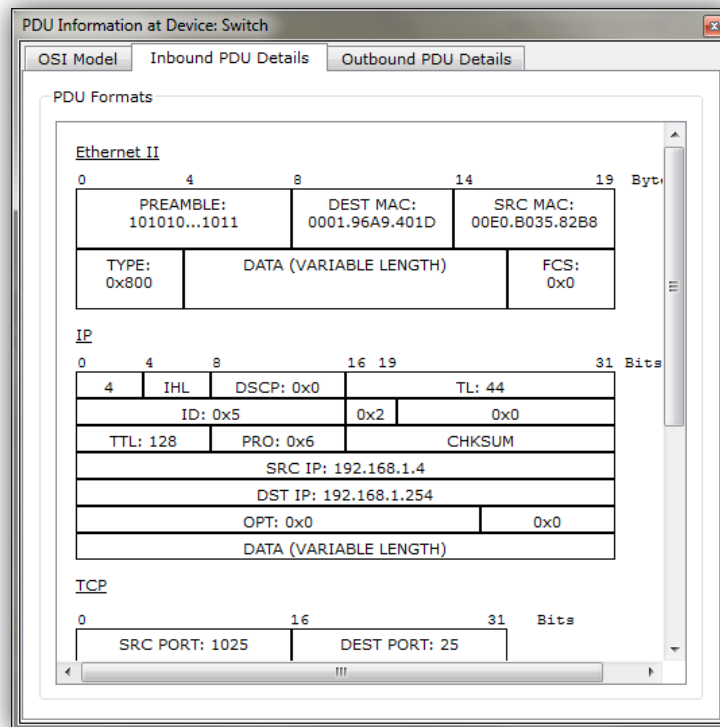 PDU Information at Device: Switch
x
OSI Model Inbound PDU Details Outbound PDU Details
PDU Formats
Ethernet II
0 4 8 14 19 Byte
PREAMBLE: DEST MAC: SRC MAC:
101010...1011 0001.96A9.401D 00E0.B035.82B8
TYPE: DATA (VARIABLE LENGTH) FCS:
0x800 0x0
IP
0 4 8 16 19 31 Bits
4 IHL DSCP: 0x0 TL: 44
ID: 0x5 0x2 0x0
TTL: 128 PRO: 0x6 CHKSUM
SRC IP: 192.168.1.4
DST IP: 192.168.1.254
OPT: 0x0 0x0
DATA (VARIABLE LENGTH)
TCP
0 16 31 Bits
SRC PORT: 1025 DEST PORT: 25